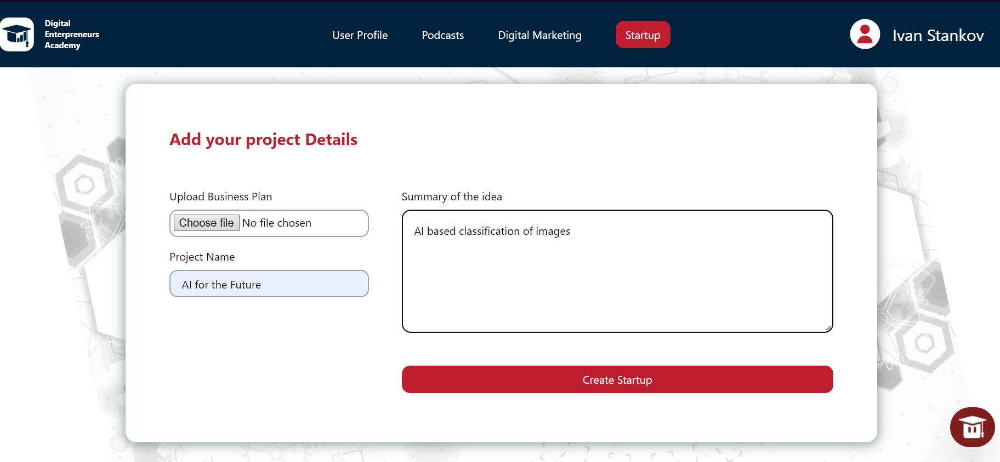 Digital
Enterpreneurs
Academy
User Profile
Podcasts
Digital Marketing
Startup
Ivan Stankov
Add your project Details
Upload Business Plan
Choose file No file chosen
Project Name
AI for the Future
Summary of the idea
AI based classification of images
Create Startup